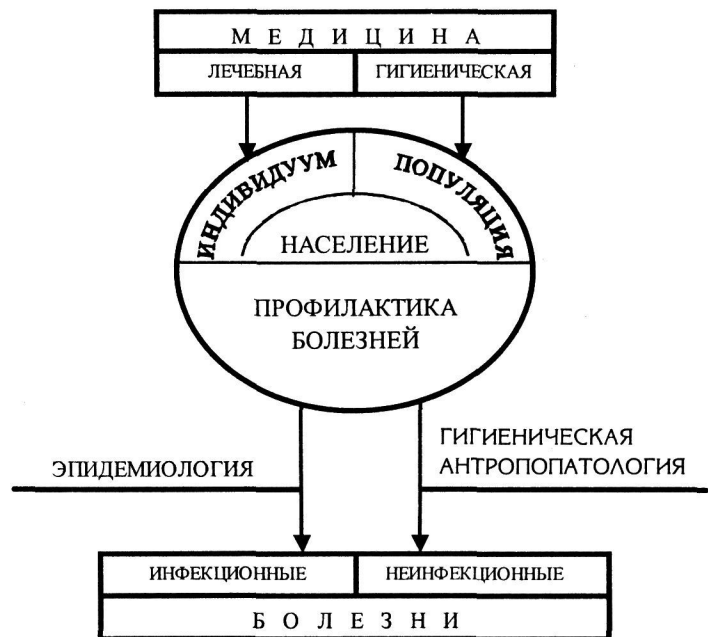 М Е Д И Ц И Н А
ЛЕЧЕБНАЯ ГИГИЕНИЧЕСКАЯ
ИНДИВИДУУМ ПОПУЛЯЦИЯ
НАСЕЛЕНИЕ
ПРОФИЛАКТИКА
БОЛЕЗНЕЙ
ЭПИДЕМИОЛОГИЯ
ГИГИЕНИЧЕСКАЯ
АНТРОПОПАТОЛОГИЯ
ИНФЕКЦИОННЫЕ НЕИНФЕКЦИОННЫЕ
Б О Л Е З Н И